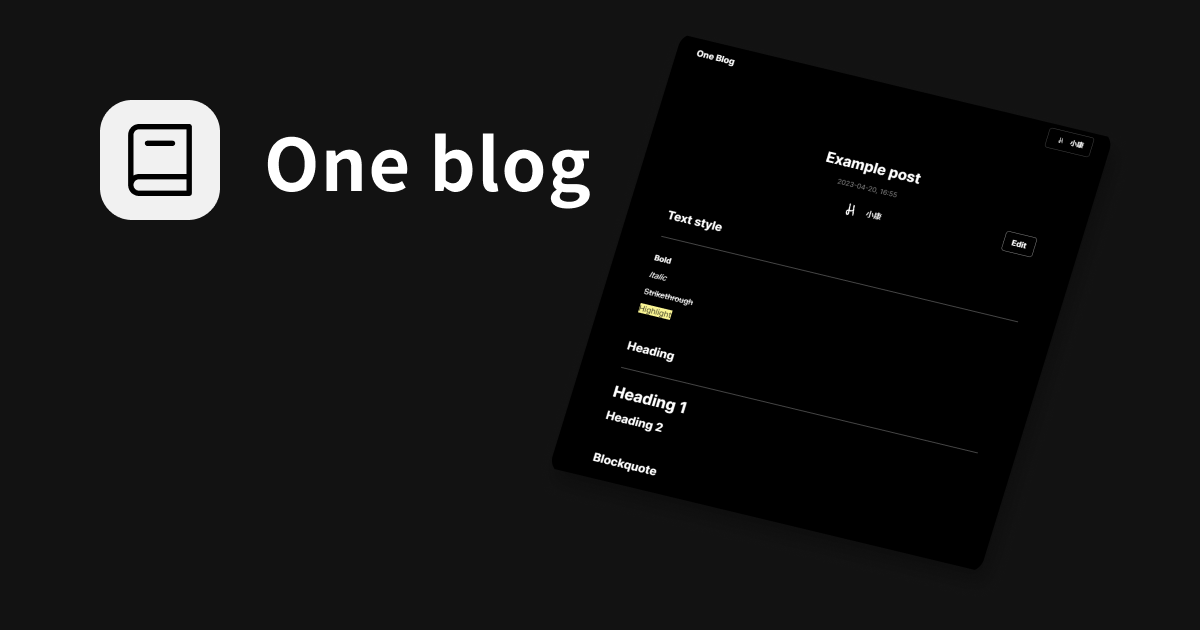 One blog
One Blog
小康
Example post
2023-04-20, 16:55
小康
Edit
Text style
Bold
Italic
Strikethrough
Highlight
Heading
Heading 1
Heading 2
Blockquote